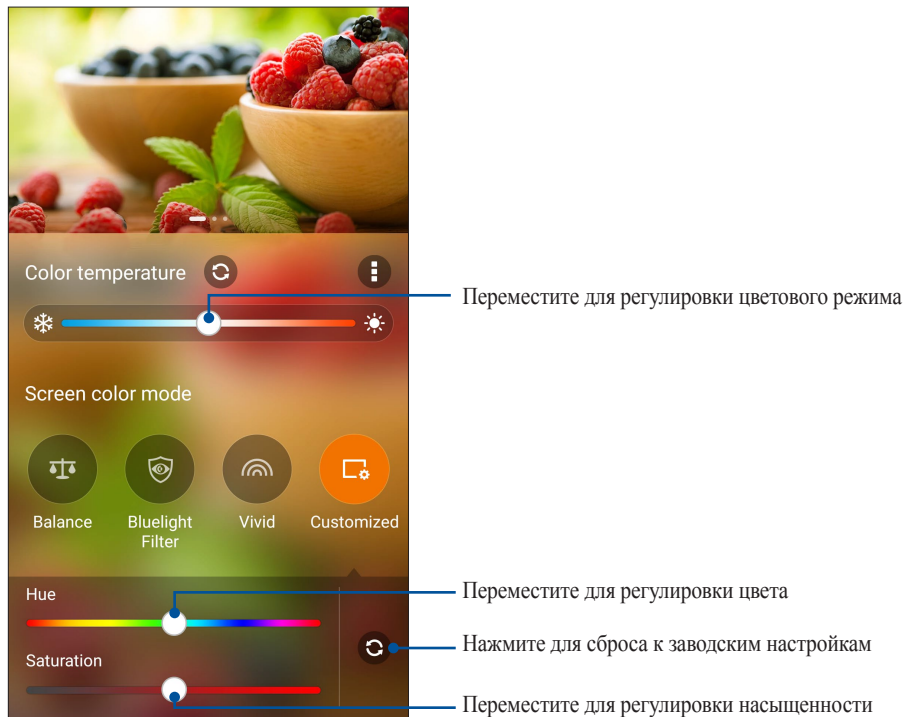 Color temperature
Переместите для регулировки цветового режима
Screen color mode
Balance
Bluelight
Filter
Vivid
Customized
Hue
Переместите для регулировки цвета
Нажмите для сброса к заводским настройкам
Saturation
Переместите для регулировки насыщенности